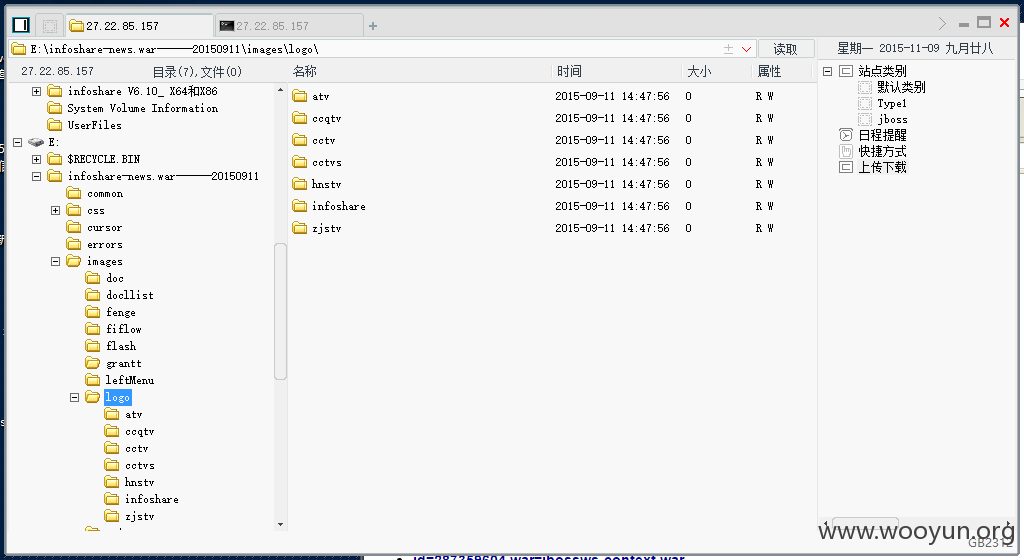 27.22.85.157
27.22.85.157
+
E:\infoshare-news.war————20150911\images\logo\
读取
星期一 2015-11-09 九月廿八
27.22.85.157
目录(7),文件(0)
名称 时间 大小 属性
infoshare V6.10_ X64和X86
System Volume Information
UserFiles
E:
$RECYCLE.BIN
infoshare-news.war————20150911
common
css
cursor
errors
images
doc
docllist
fenge
fiflow
flash
grantt
leftMenu
logo
atv
ccqtv
cctv
cctvs
hnstv
infoshare
zjstv
atv 2015-09-11 14:47:56 0 R W
ccqtv 2015-09-11 14:47:56 0 R W
cctv 2015-09-11 14:47:56 0 R W
cctvs 2015-09-11 14:47:56 0 R W
hnstv 2015-09-11 14:47:56 0 R W
infoshare 2015-09-11 14:47:56 0 R W
zjstv 2015-09-11 14:47:56 0 R W
站点类别
默认类别
Type1
jboss
日程提醒
快捷方式
上传下载
www.wooyun.org
GB2312
id=287359604,war=jbossws-context.war